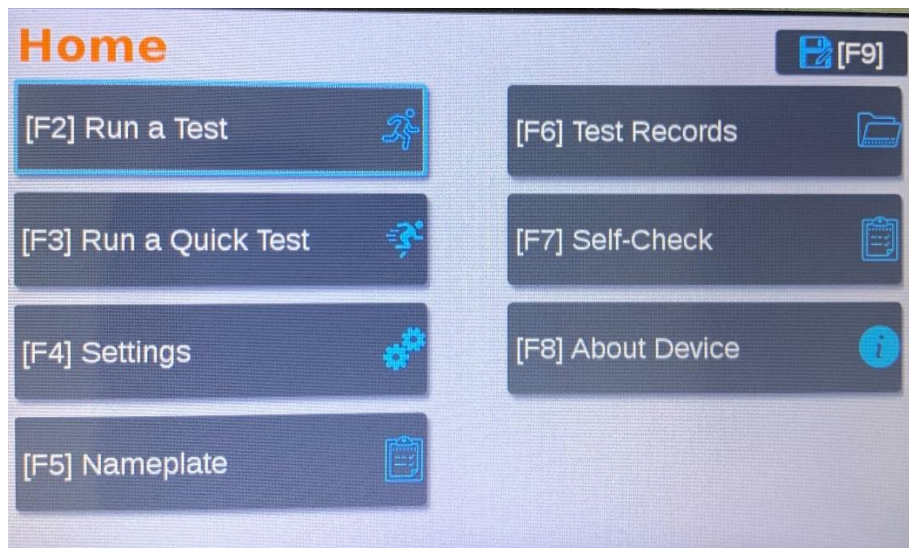 Home
[F9]
[F2] Run a Test
[F3] Run a Quick Test
[F4] Settings
[F5] Nameplate
[F6] Test Records
[F7] Self-Check
[F8] About Device